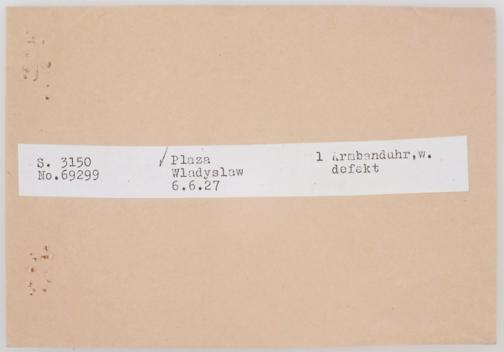 S. 3150 Plaza 1 Armbanduhr,w.
No.69299 Wladyslaw defekt
6.6.27